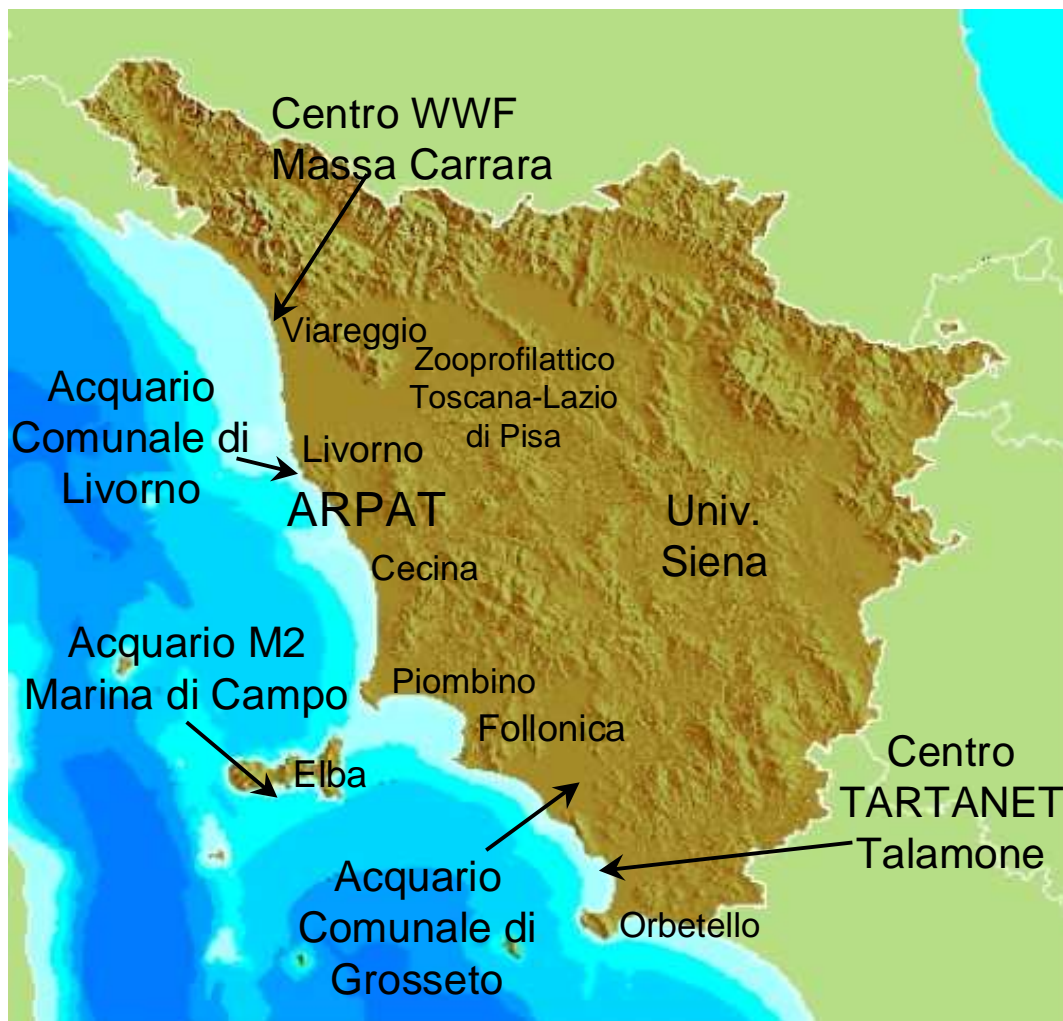 Centro WWF
Massa Carrara
Viareggio
Zooprofilattico
Toscana-Lazio
di Pisa
Acquario
Comunale di
Livorno
Livorno
ARPAT
Univ.
Siena
Cecina
Acquario M2
Marina di Campo
Piombino
Follonica
Elba
Centro
TARTANET
Talamone
Acquario
Comunale di
Grosseto
Orbetello